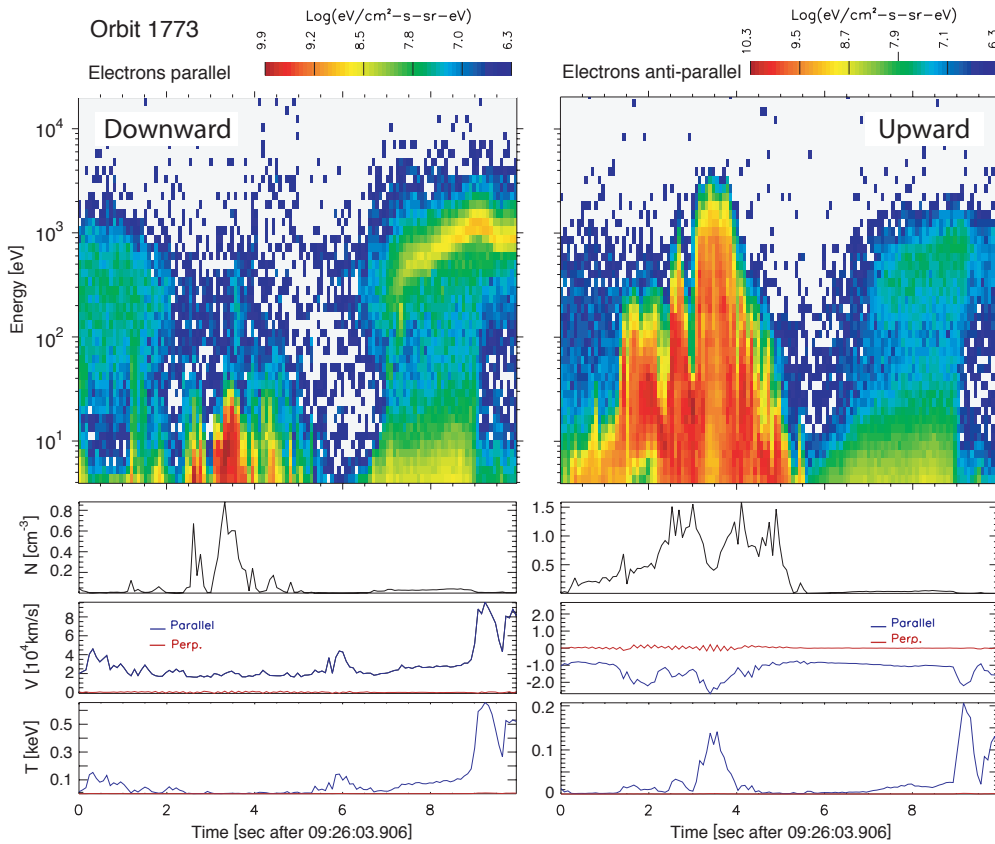 Orbit 1773
Log(eV/cm²-s-sr-eV)
9.9 9.2 8.5 7.8 7.0 6.3
Electrons parallel
Log(eV/cm²-s-sr-eV)
10.3 9.5 8.7 7.9 7.1 6.3
Electrons anti-parallel
Downward
Upward
Energy [eV]
10⁴
10³
10²
10¹
10⁴
10³
10²
10¹
N [cm⁻³]
0.8
0.6
0.4
0.2
1.5
1.0
0.5
V [10⁴km/s]
8
6
4
2
0
Parallel
Perp.
2.0
1.0
0
-1.0
-2.0
Parallel
Perp.
T [keV]
0.5
0.3
0.1
0.2
0.1
0
0 2 4 6 8
0 2 4 6 8
Time [sec after 09:26:03.906]
Time [sec after 09:26:03.906]